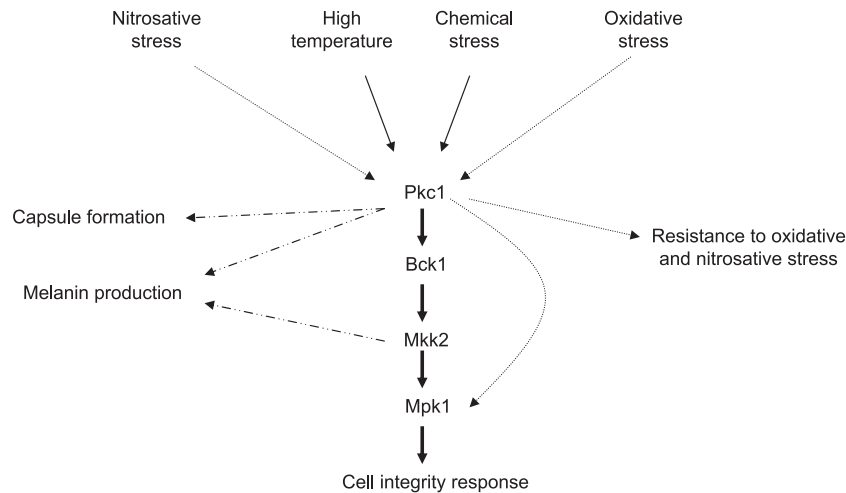 Nitrosative
stress
High
temperature
Chemical
stress
Oxidative
stress
Pkc1
Capsule formation
Resistance to oxidative
and nitrosative stress
Bck1
Melanin production
Mkk2
Mpk1
Cell integrity response